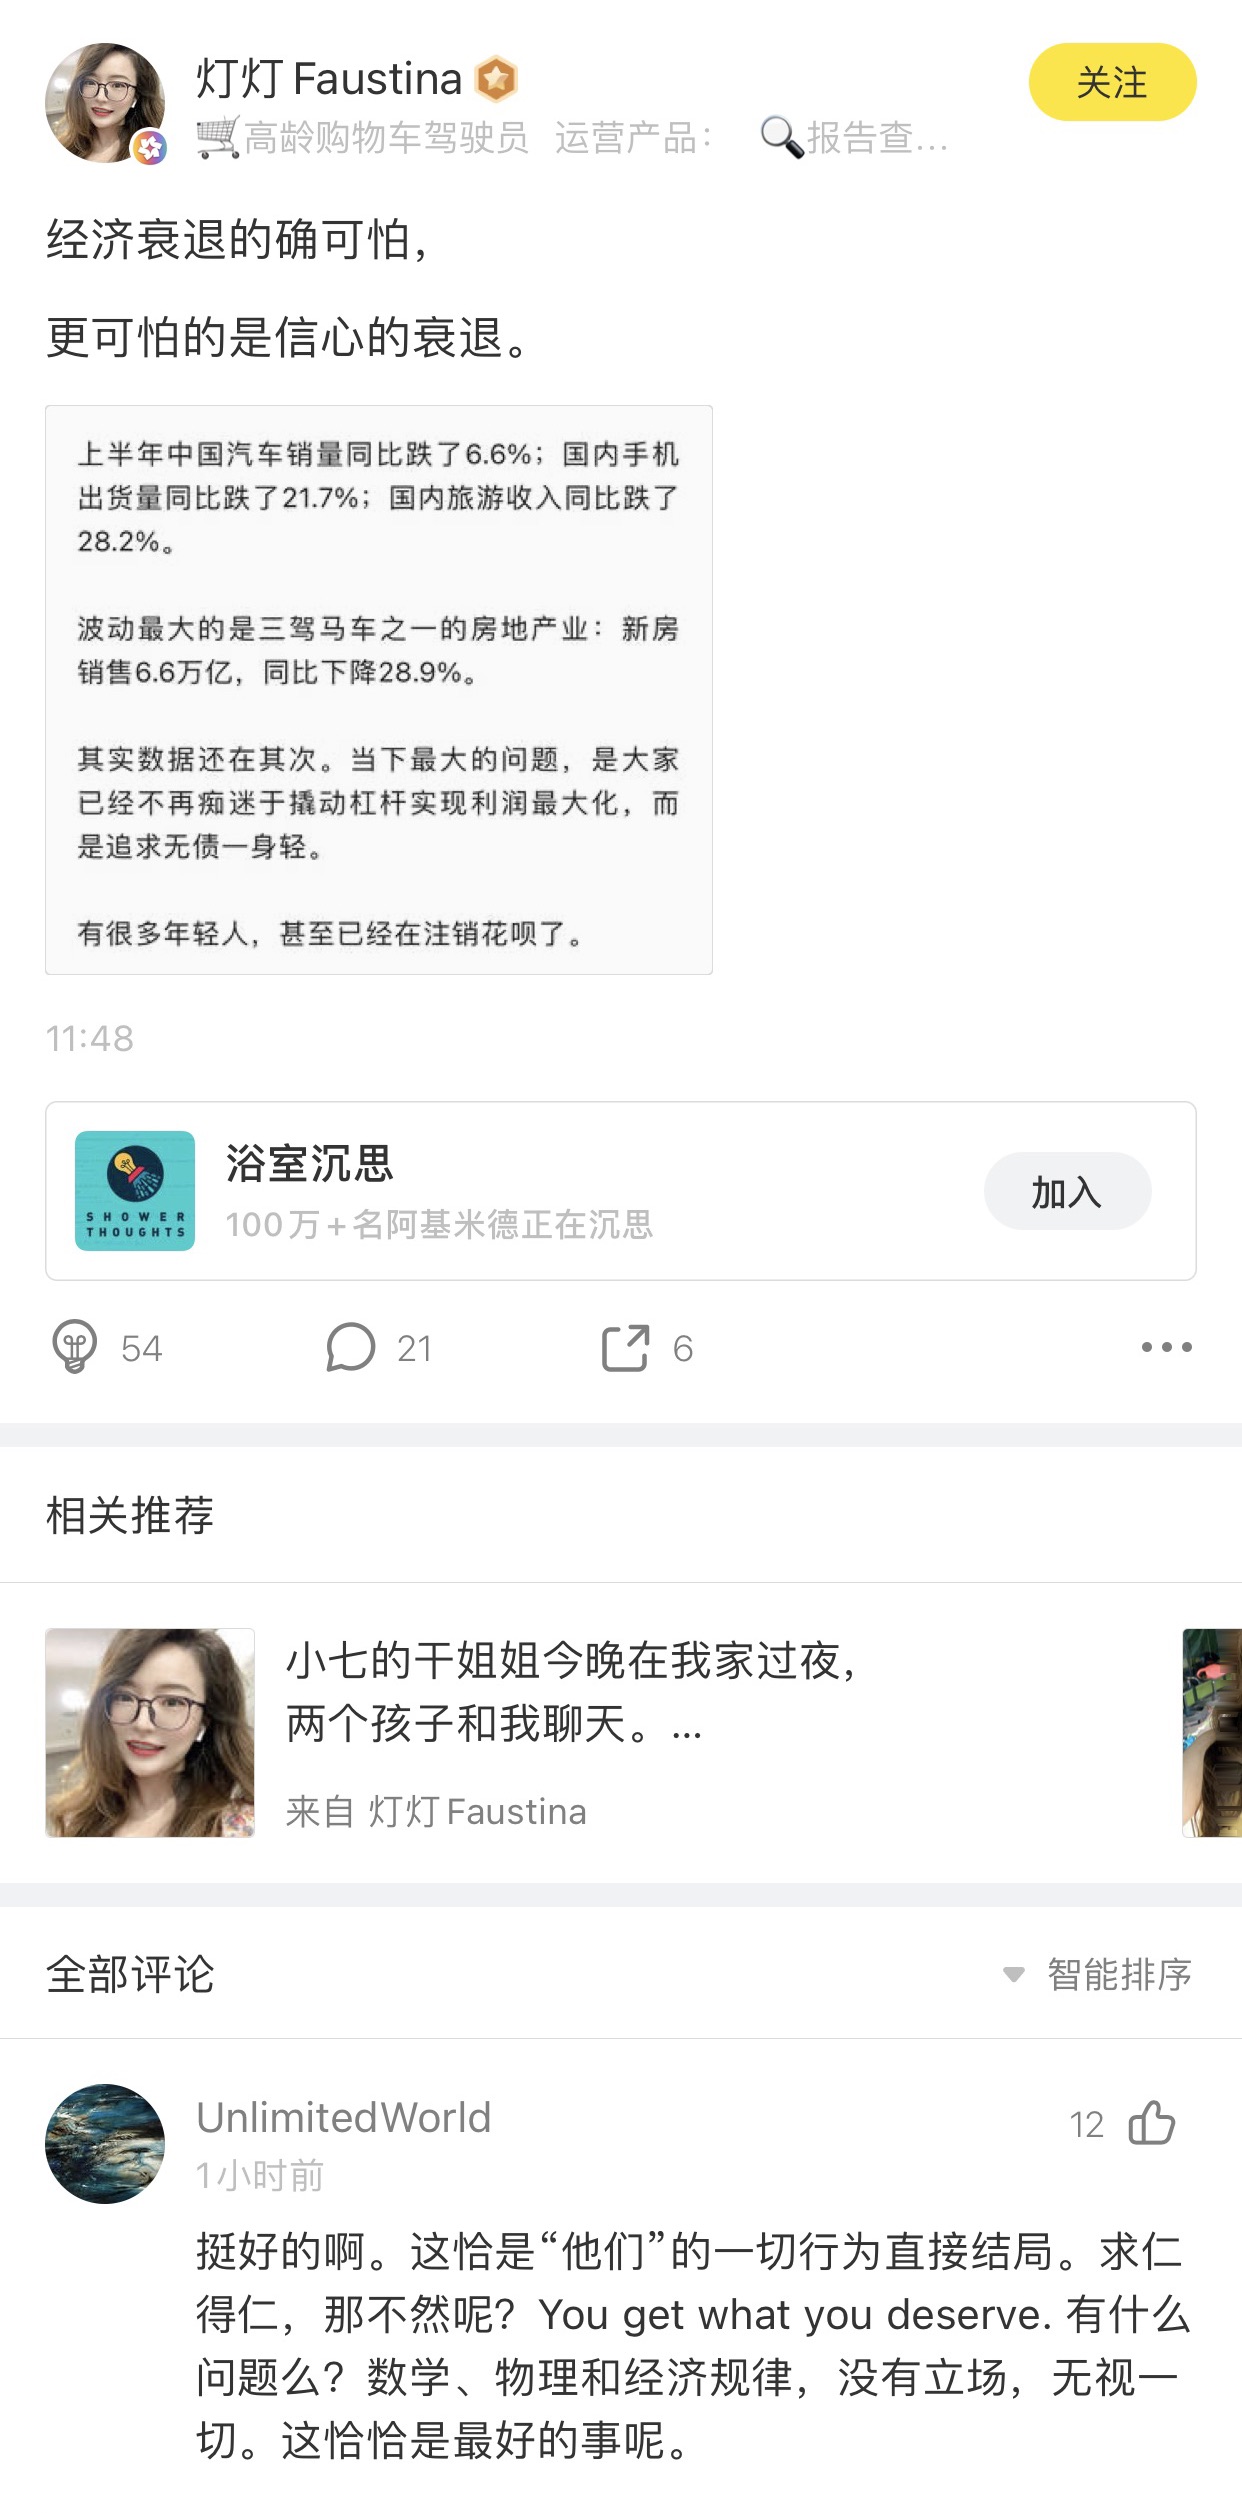 灯灯 Faustina
🛒高龄购物车驾驶员 运营产品： 🔍报告查...
关注
经济衰退的确可怕，
更可怕的是信心的衰退。
上半年中国汽车销量同比跌了6.6%；国内手机
出货量同比跌了21.7%；国内旅游收入同比跌了
28.2%。
波动最大的是三驾马车之一的房地产业：新房
销售6.6万亿，同比下降28.9%。
其实数据还在其次。当下最大的问题，是大家
已经不再痴迷于撬动杠杆实现利润最大化，而
是追求无债一身轻。
有很多年轻人，甚至已经在注销花呗了。
11:48
SHOWER
THOUGHTS
浴室沉思
100万+名阿基米德正在沉思
加入
54
21
6
相关推荐
小七的干姐姐今晚在我家过夜，
两个孩子和我聊天。...
来自 灯灯 Faustina
全部评论
智能排序
UnlimitedWorld
12
1小时前
挺好的啊。这恰是“他们”的一切行为直接结局。求仁
得仁，那不然呢？You get what you deserve. 有什么
问题么？数学、物理和经济规律，没有立场，无视一
切。这恰恰是最好的事呢。